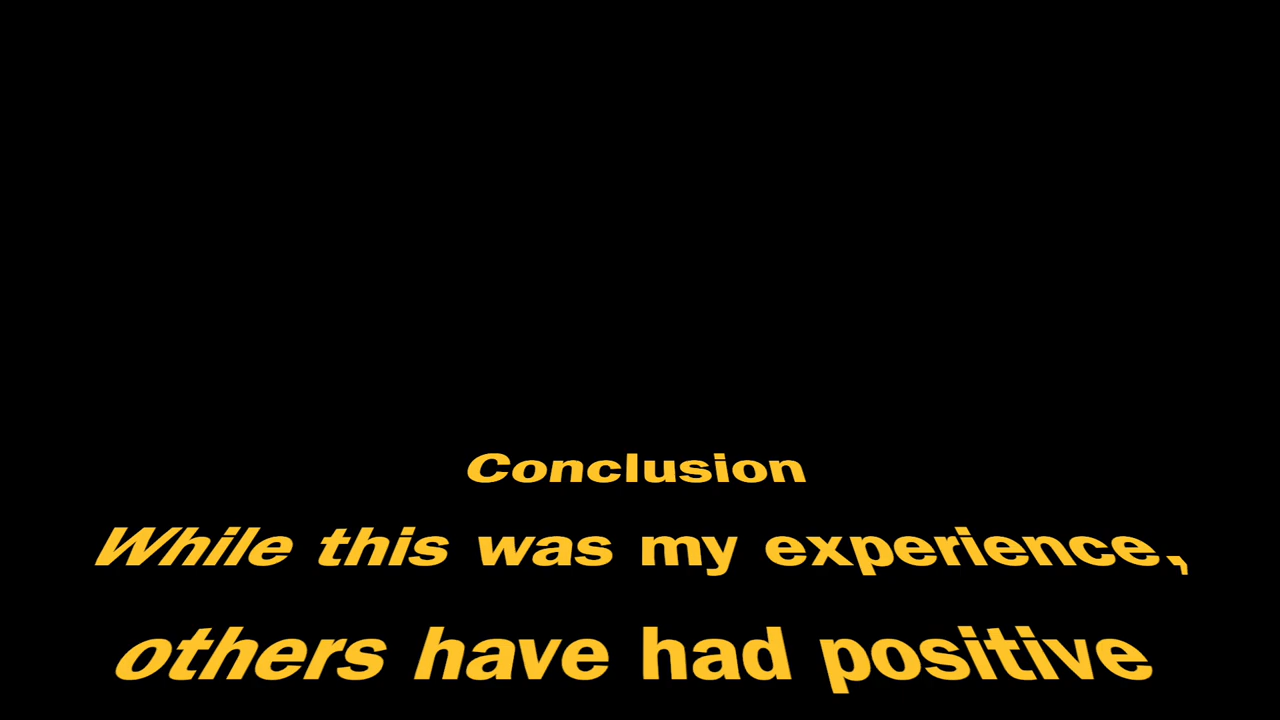 Conclusion
While this was my experience,
others have had positive